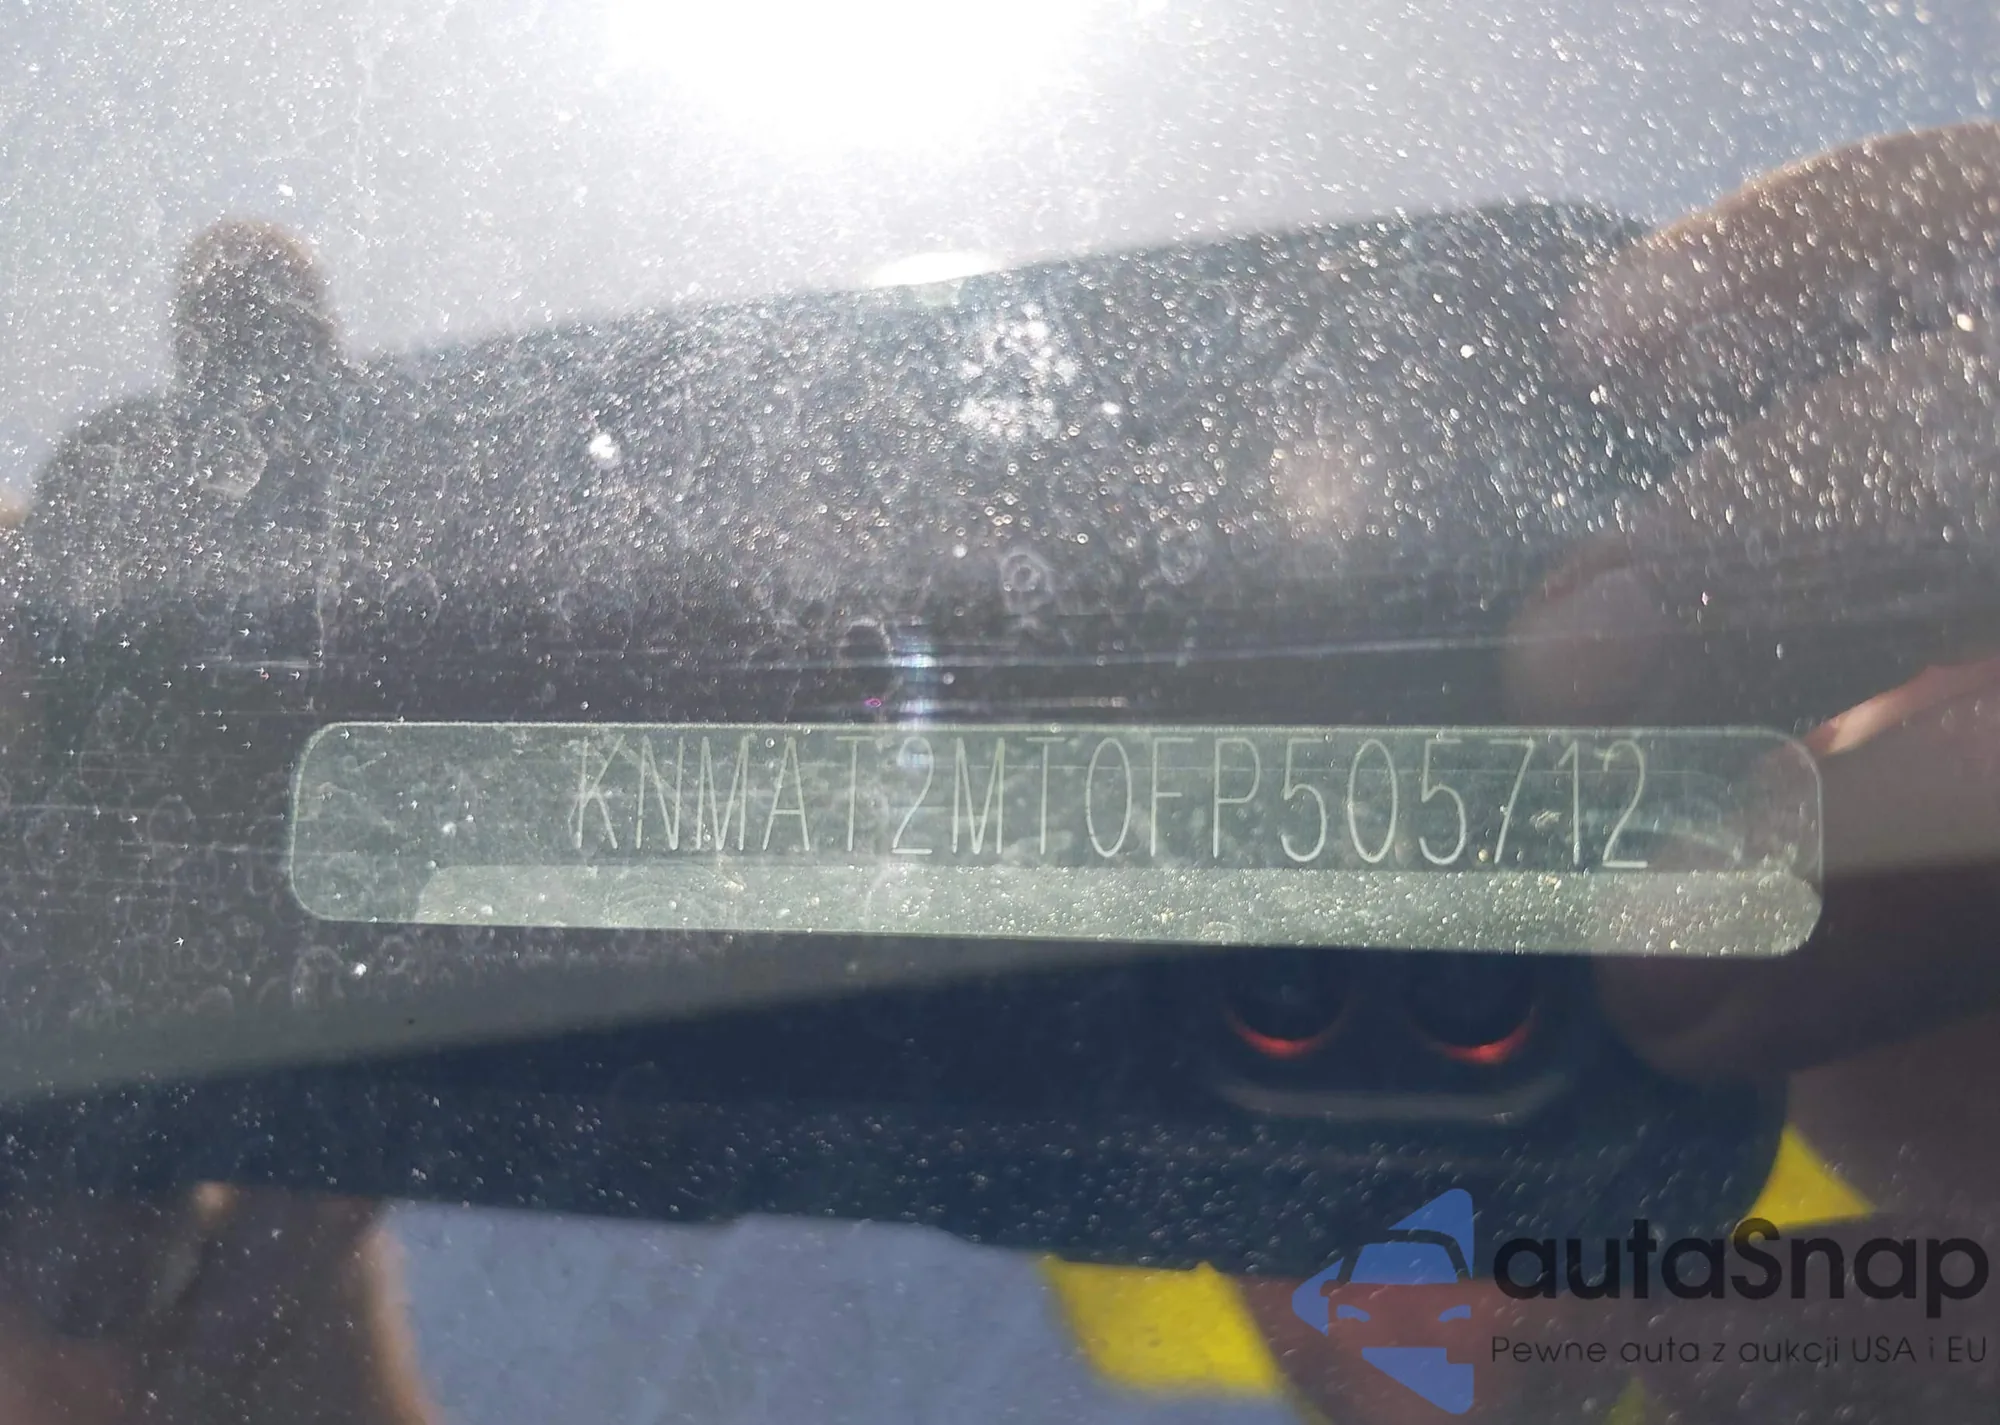 KNMAT2MT0FP505712
autaSnap
Pewne auta z aukcji USA i EU